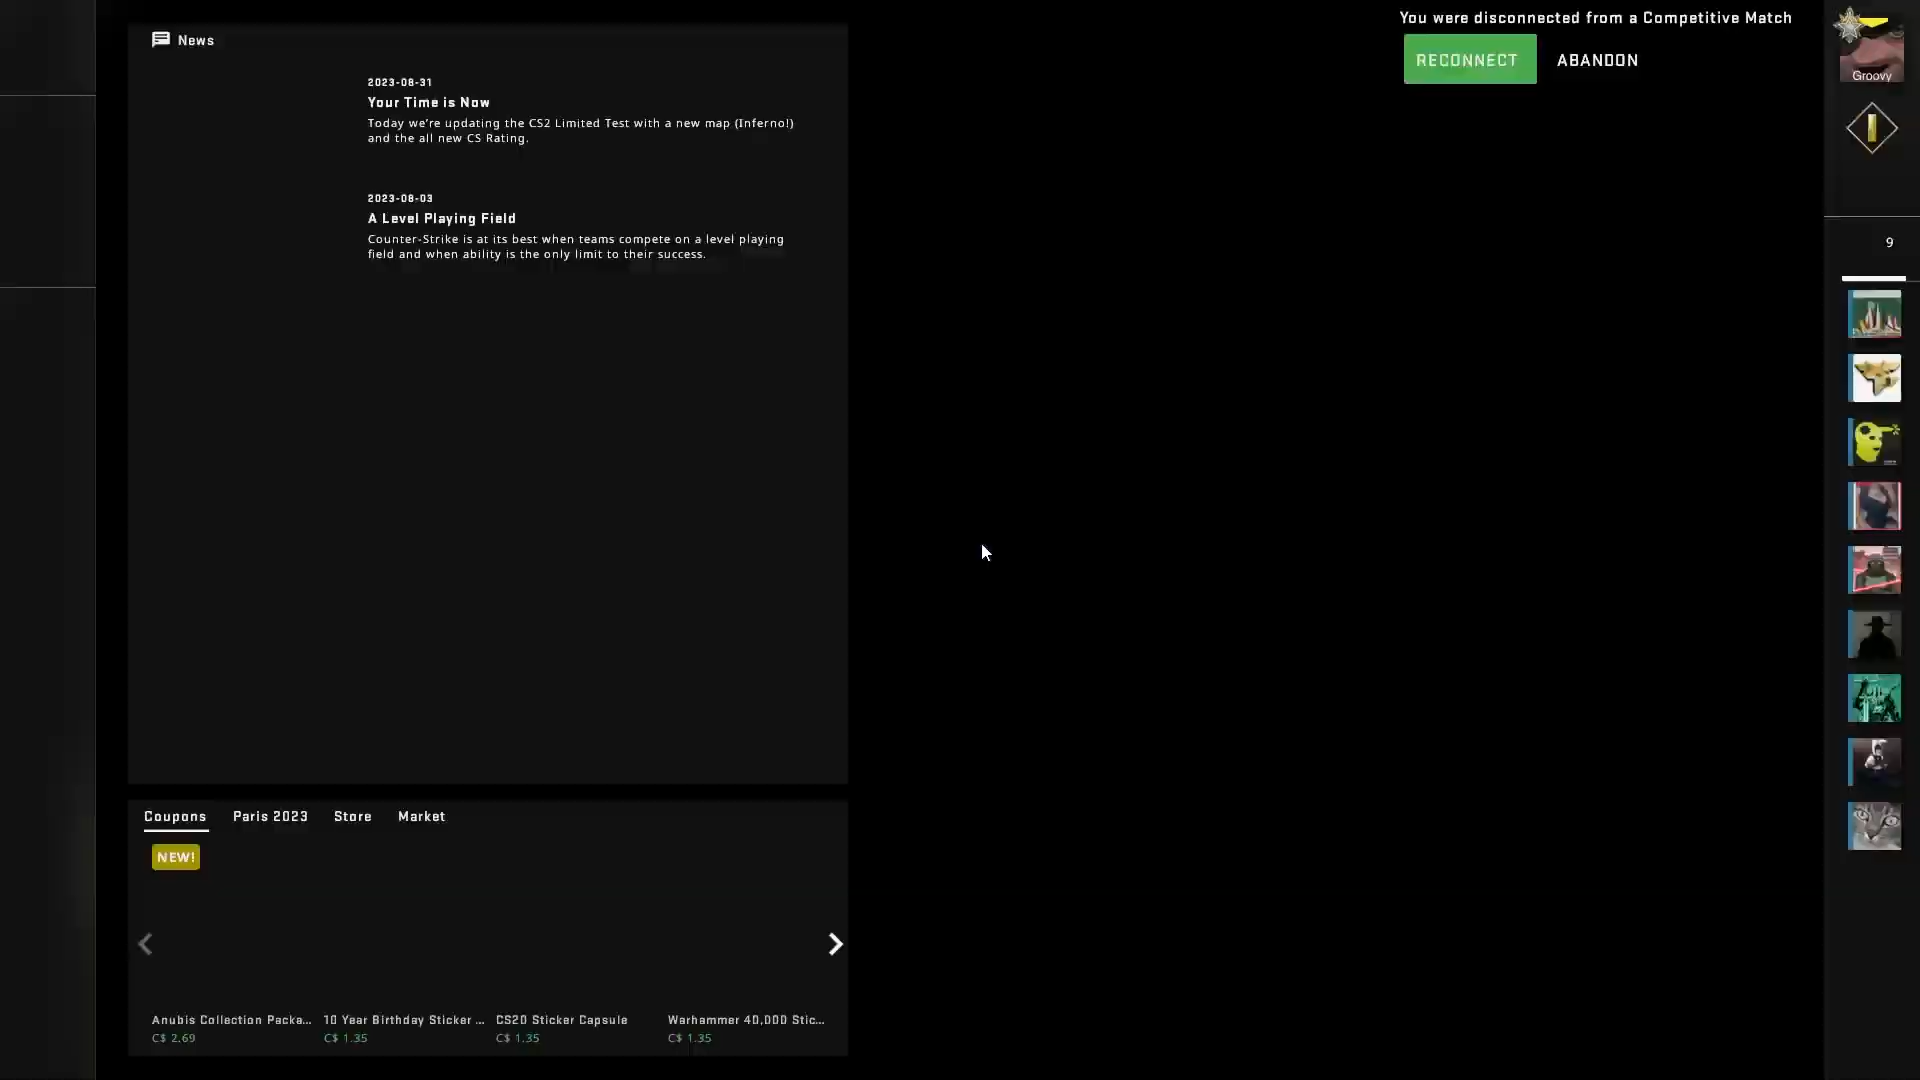 You were disconnected from a Competitive Match
RECONNECT
ABANDON
Groovy
9
News
2023-08-31
Your Time is Now
Today we're updating the CS2 Limited Test with a new map (Inferno!)
and the all new CS Rating.
2023-08-03
A Level Playing Field
Counter-Strike is at its best when teams compete on a level playing
field and when ability is the only limit to their success.
Coupons
Paris 2023
Store
Market
NEW!
Anubis Collection Packa...
C$ 2.69
10 Year Birthday Sticker ...
C$ 1.35
CS20 Sticker Capsule
C$ 1.35
Warhammer 40,000 Stic...
C$ 1.35